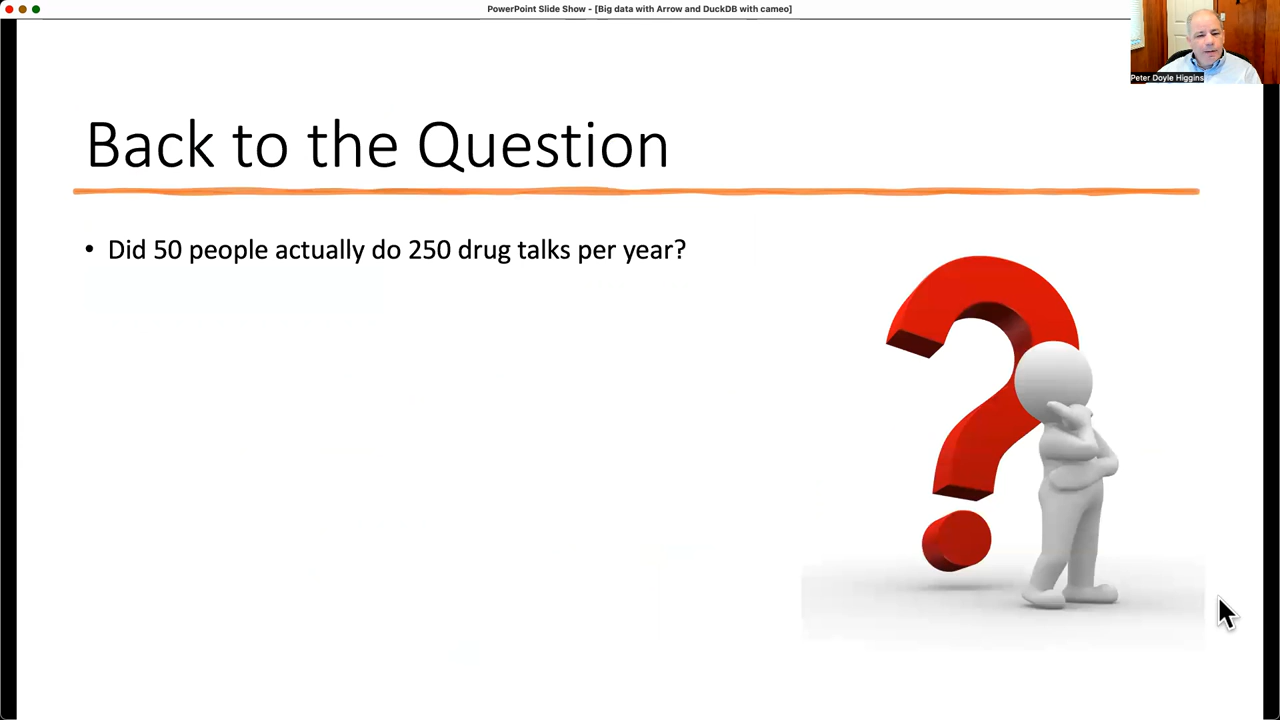 PowerPoint Slide Show - [Big data with Arrow and DuckDB with cameo]
Peter Doyle Higgins
Back to the Question
• Did 50 people actually do 250 drug talks per year?